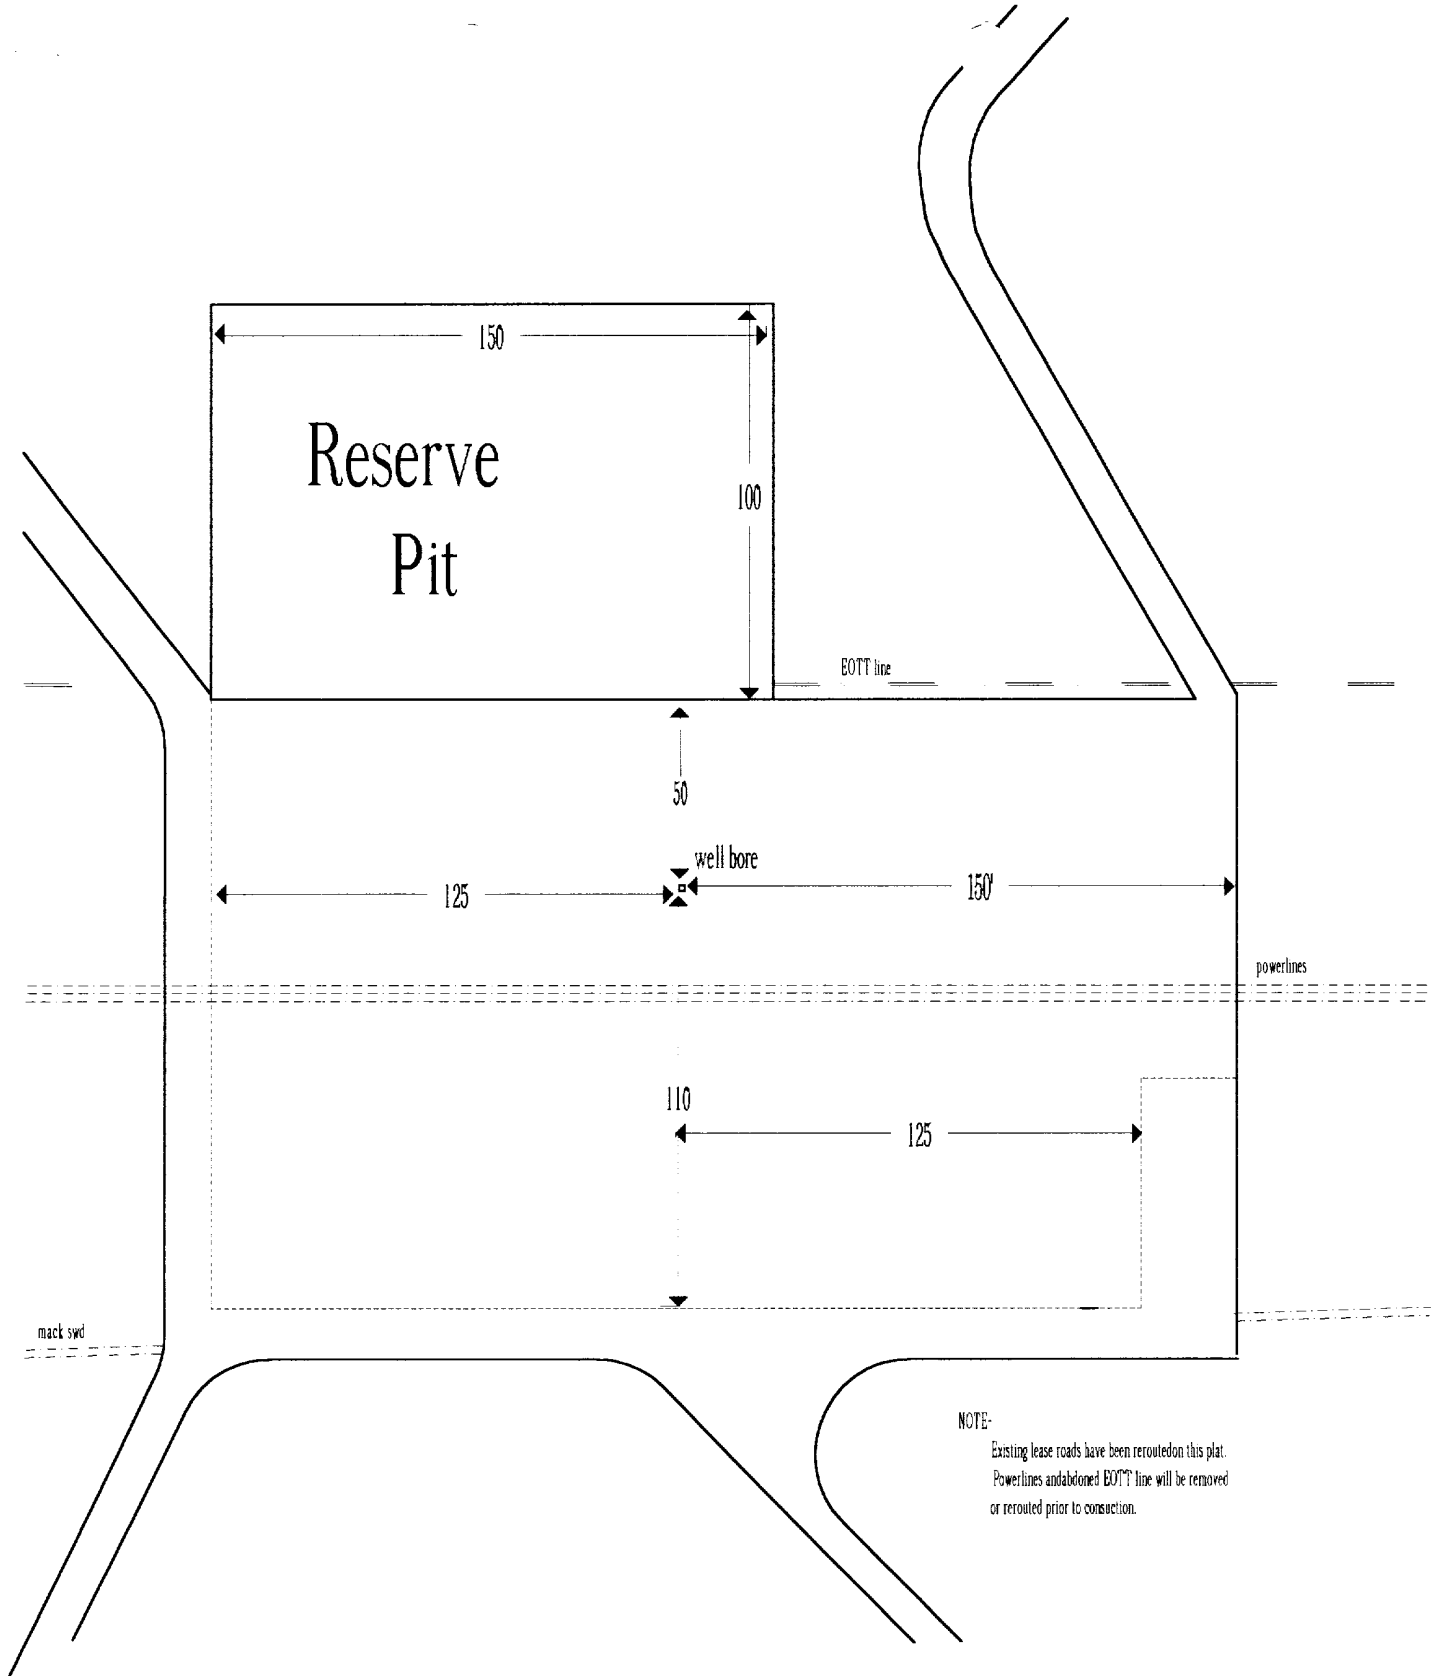 150
Reserve
Pit
100
EOTT line
50
well bore
125
150'
powerlines
110
125
mack swd
NOTE-
Existing lease roads have been reroutedon this plat.
Powerlines andabdoned EOTT line will be removed
or rerouted prior to consuction.